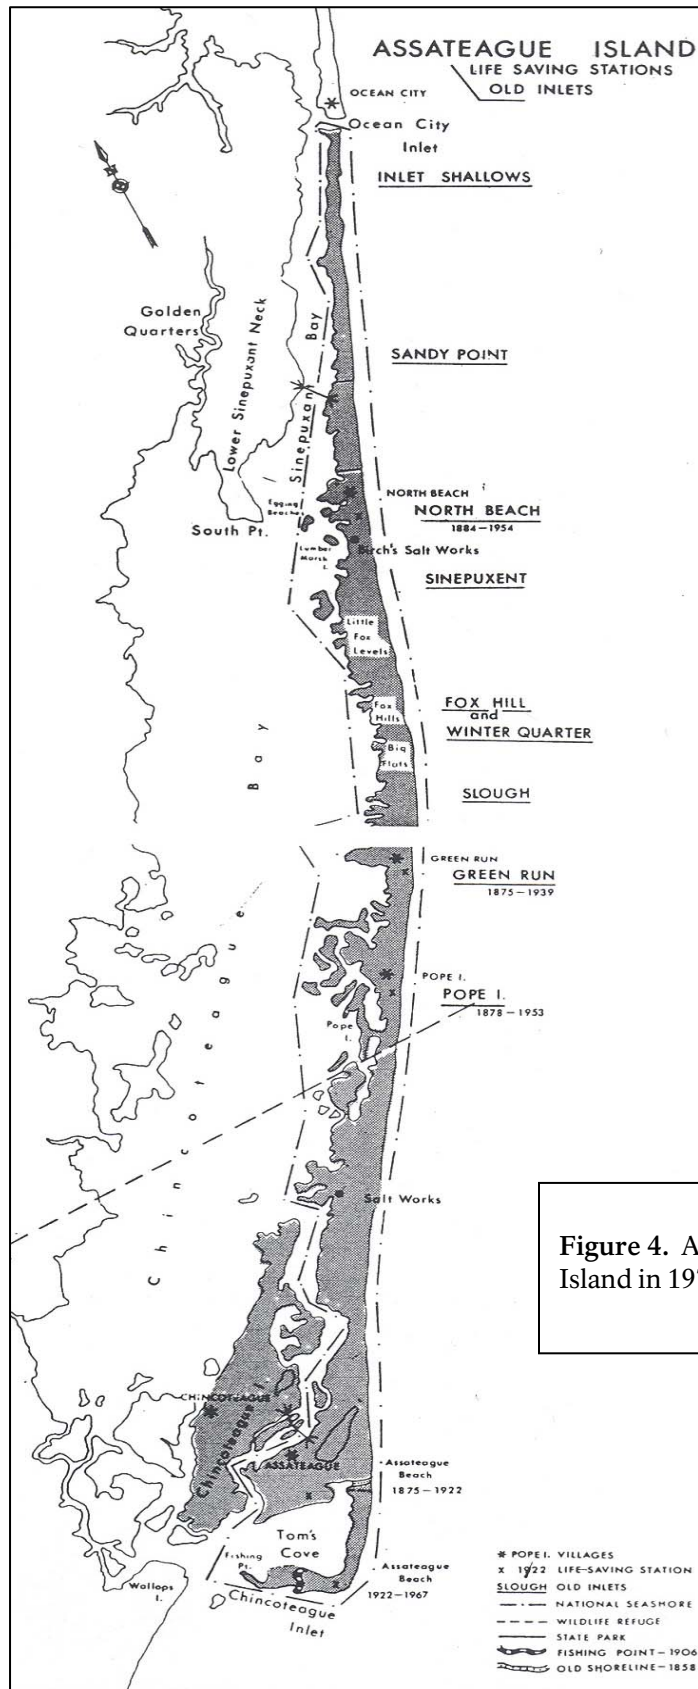 ASSATEAGUE ISLAND
LIFE SAVING STATIONS
OLD INLETS
OCEAN CITY
Ocean City
Inlet
INLET SHALLOWS
Golden
Quarters
Lower Sinepuxant Neck
Sinepuxant Bay
SANDY POINT
NORTH BEACH
NORTH BEACH
1884-1954
Egging
Beaches
South Pt.
Birch's Salt Works
Lumber
Marsh
I.
SINEPUXENT
Little
Fox
Levels
Fox
Hills
FOX HILL
and
WINTER QUARTER
Big
Flats
SLOUGH
GREEN RUN
GREEN RUN
1875-1939
POPE I.
POPE I.
1878-1953
Pope
I.
Chincoteague Bay
Salt Works
Figure 4. A
Island in 19
CHINCOTEAGUE
Chincoteague I.
ASSATEAGUE
Assateague
Beach
1875-1922
Tom's
Cove
Fishing
Pt.
Assateague
Beach
1922-1967
Wallops
I.
Chincoteague
Inlet
* POPE I. VILLAGES
x 1922 LIFE-SAVING STATION
SLOUGH OLD INLETS
NATIONAL SEASHORE
WILDLIFE REFUGE
STATE PARK
FISHING POINT-1906
OLD SHORELINE-1858